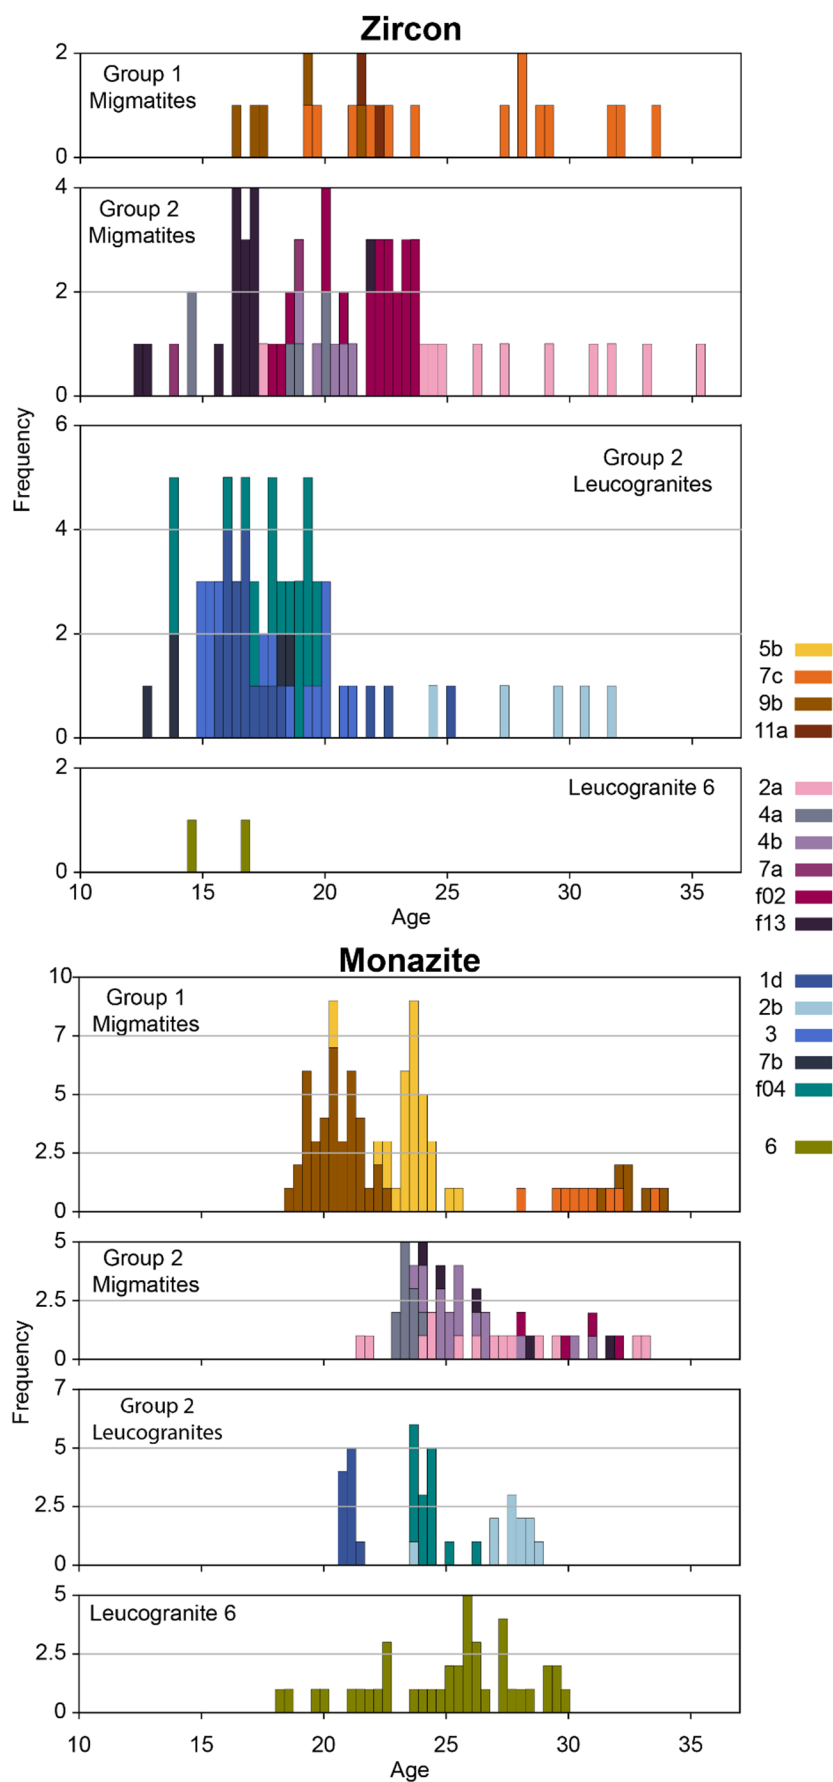 Zircon
2
Group 1
Migmatites
0
4
Group 2
Migmatites
2
0
6
Group 2
Leucogranites
4
2
0
2
Leucogranite 6
0
10 15 20 25 30 35
Age
Frequency
5b
7c
9b
11a
2a
4a
4b
7a
f02
f13
1d
2b
3
7b
f04
6
Monazite
10
Group 1
Migmatites
7
5
2.5
0
5
Group 2
Migmatites
2.5
0
7
Group 2
Leucogranites
5
2.5
0
5
Leucogranite 6
2.5
0
10 15 20 25 30 35
Age
Frequency